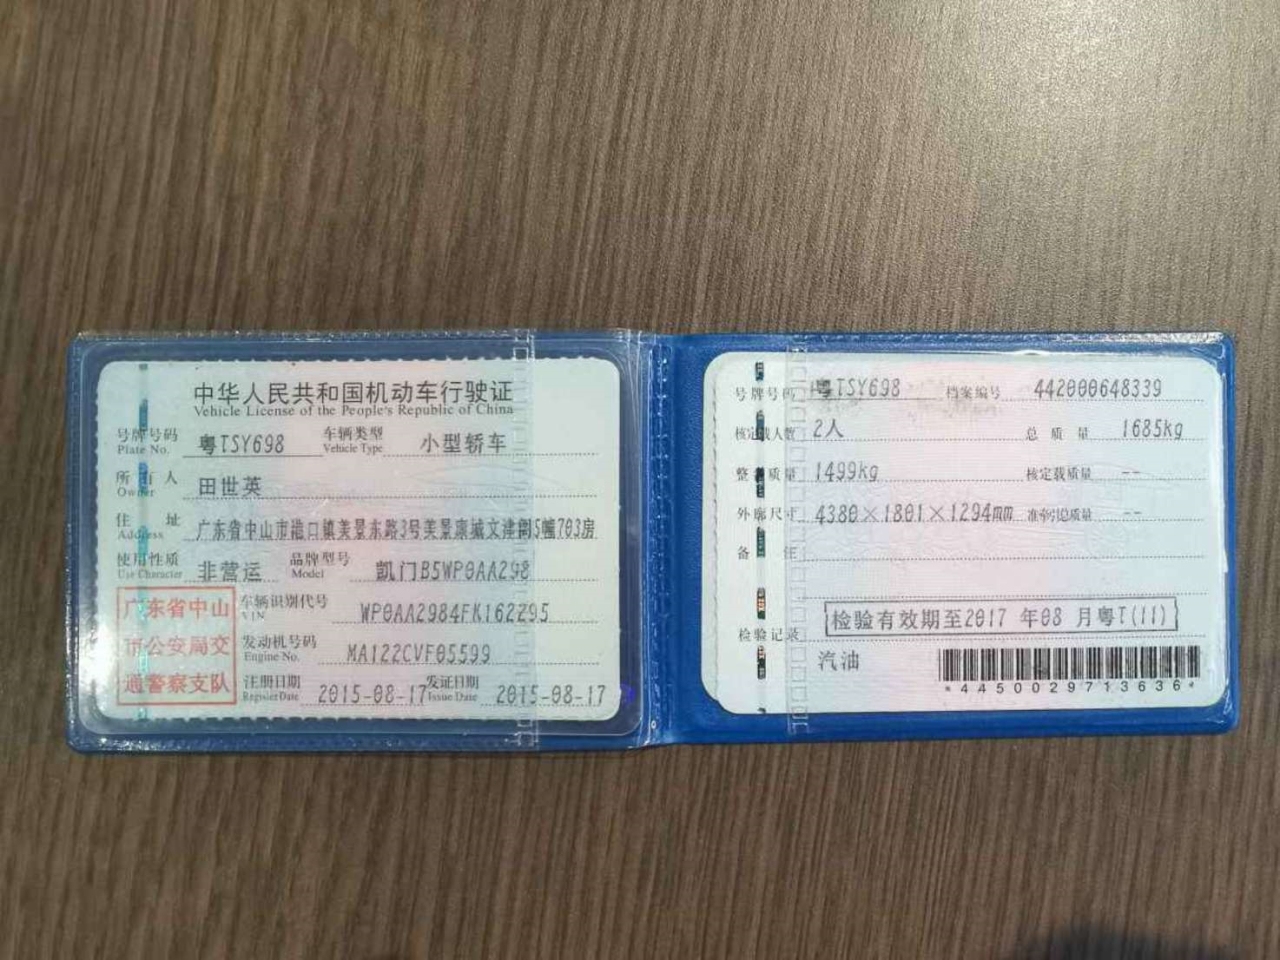 中华人民共和国机动车行驶证
Vehicle License of the People's Republic of China
号牌号码 粤TSY698 车辆类型 小型轿车
Plate No. Vehicle Type
所有人 田世英
Owner
住址 广东省中山市港口镇美景东路3号美景康城文建阁5幢703房
Address
使用性质 非营运 品牌型号 凯门B5WP0AA298
Use Character Model
广东省中山
市公安局交
通警察支队
车辆识别代号 WP0AA2984FK162295
VIN
发动机号码 MA122CVF05599
Engine No.
注册日期 2015-08-17 发证日期 2015-08-17
Register Date Issue Date
号牌号码 粤TSY698 档案编号 442000648339
核定载人数 2人 总质量 1685kg
整备质量 1499kg 核定载质量 --
外廓尺寸 4380×1801×1294mm 准牵引总质量 --
备注
检验记录 检验有效期至2017 年08 月粤T(11)
汽油
*4450029713636*